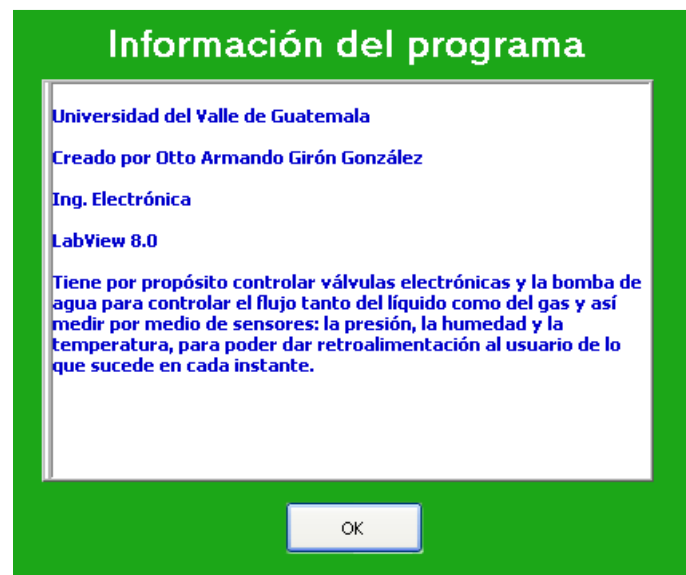 Información del programa
Universidad del Valle de Guatemala
Creado por Otto Armando Girón González
Ing. Electrónica
LabView 8.0
Tiene por propósito controlar válvulas electrónicas y la bomba de
agua para controlar el flujo tanto del líquido como del gas y así
medir por medio de sensores: la presión, la humedad y la
temperatura, para poder dar retroalimentación al usuario de lo
que sucede en cada instante.
OK